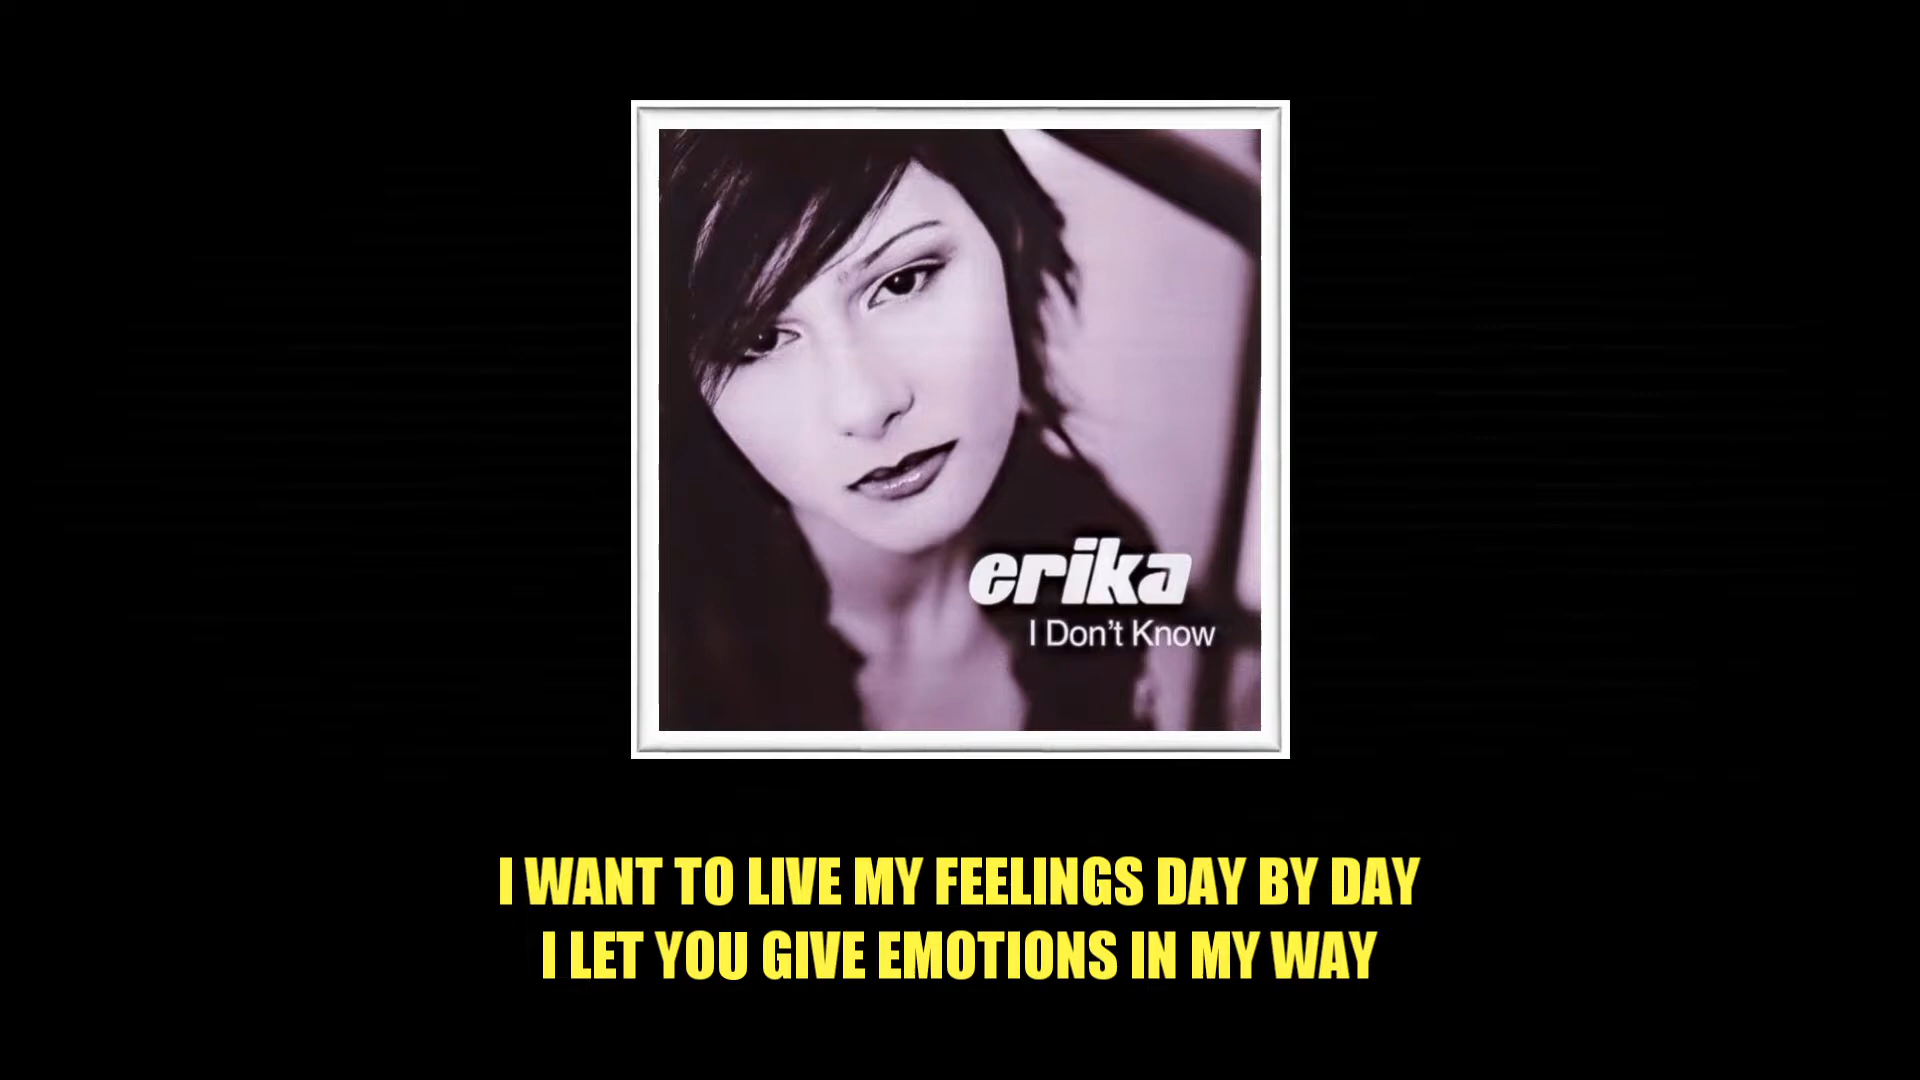 erika
I Don't Know
I WANT TO LIVE MY FEELINGS DAY BY DAY
I LET YOU GIVE EMOTIONS IN MY WAY